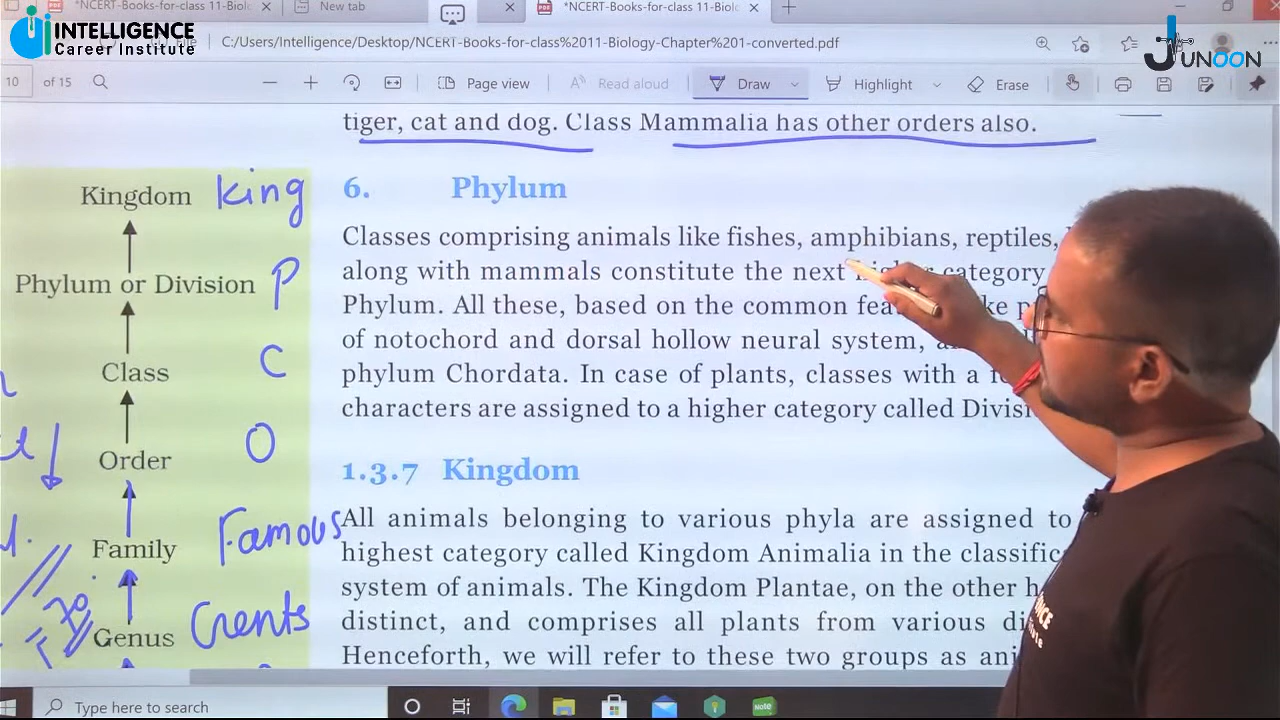 *NCERT-Books-for class 11-Biol
New tab
*NCERT-Books-for class 11-Biol
INTELLIGENCE
Career Institute
C:/Users/Intelligence/Desktop/NCERT-Books-for-class%2011-Biology-Chapter%201-converted.pdf
JUNOON
10 of 15
Page view
Read aloud
Draw
Highlight
Erase
tiger, cat and dog. Class Mammalia has other orders also.
6. Phylum
Classes comprising animals like fishes, amphibians, reptiles,
along with mammals constitute the next higher category
Phylum. All these, based on the common
of notochord and dorsal hollow neural system,
phylum Chordata. In case of plants, classes with a
characters are assigned to a higher category called
1.3.7 Kingdom
All animals belonging to various phyla are assigned to
highest category called Kingdom Animalia in the
system of animals. The Kingdom Plantae, on the other
distinct, and comprises all plants from various
Henceforth, we will refer to these two groups as
Kingdom King
Phylum or Division P
Class C
Order O
Family Famous
Genus Gents
Type here to search
Note